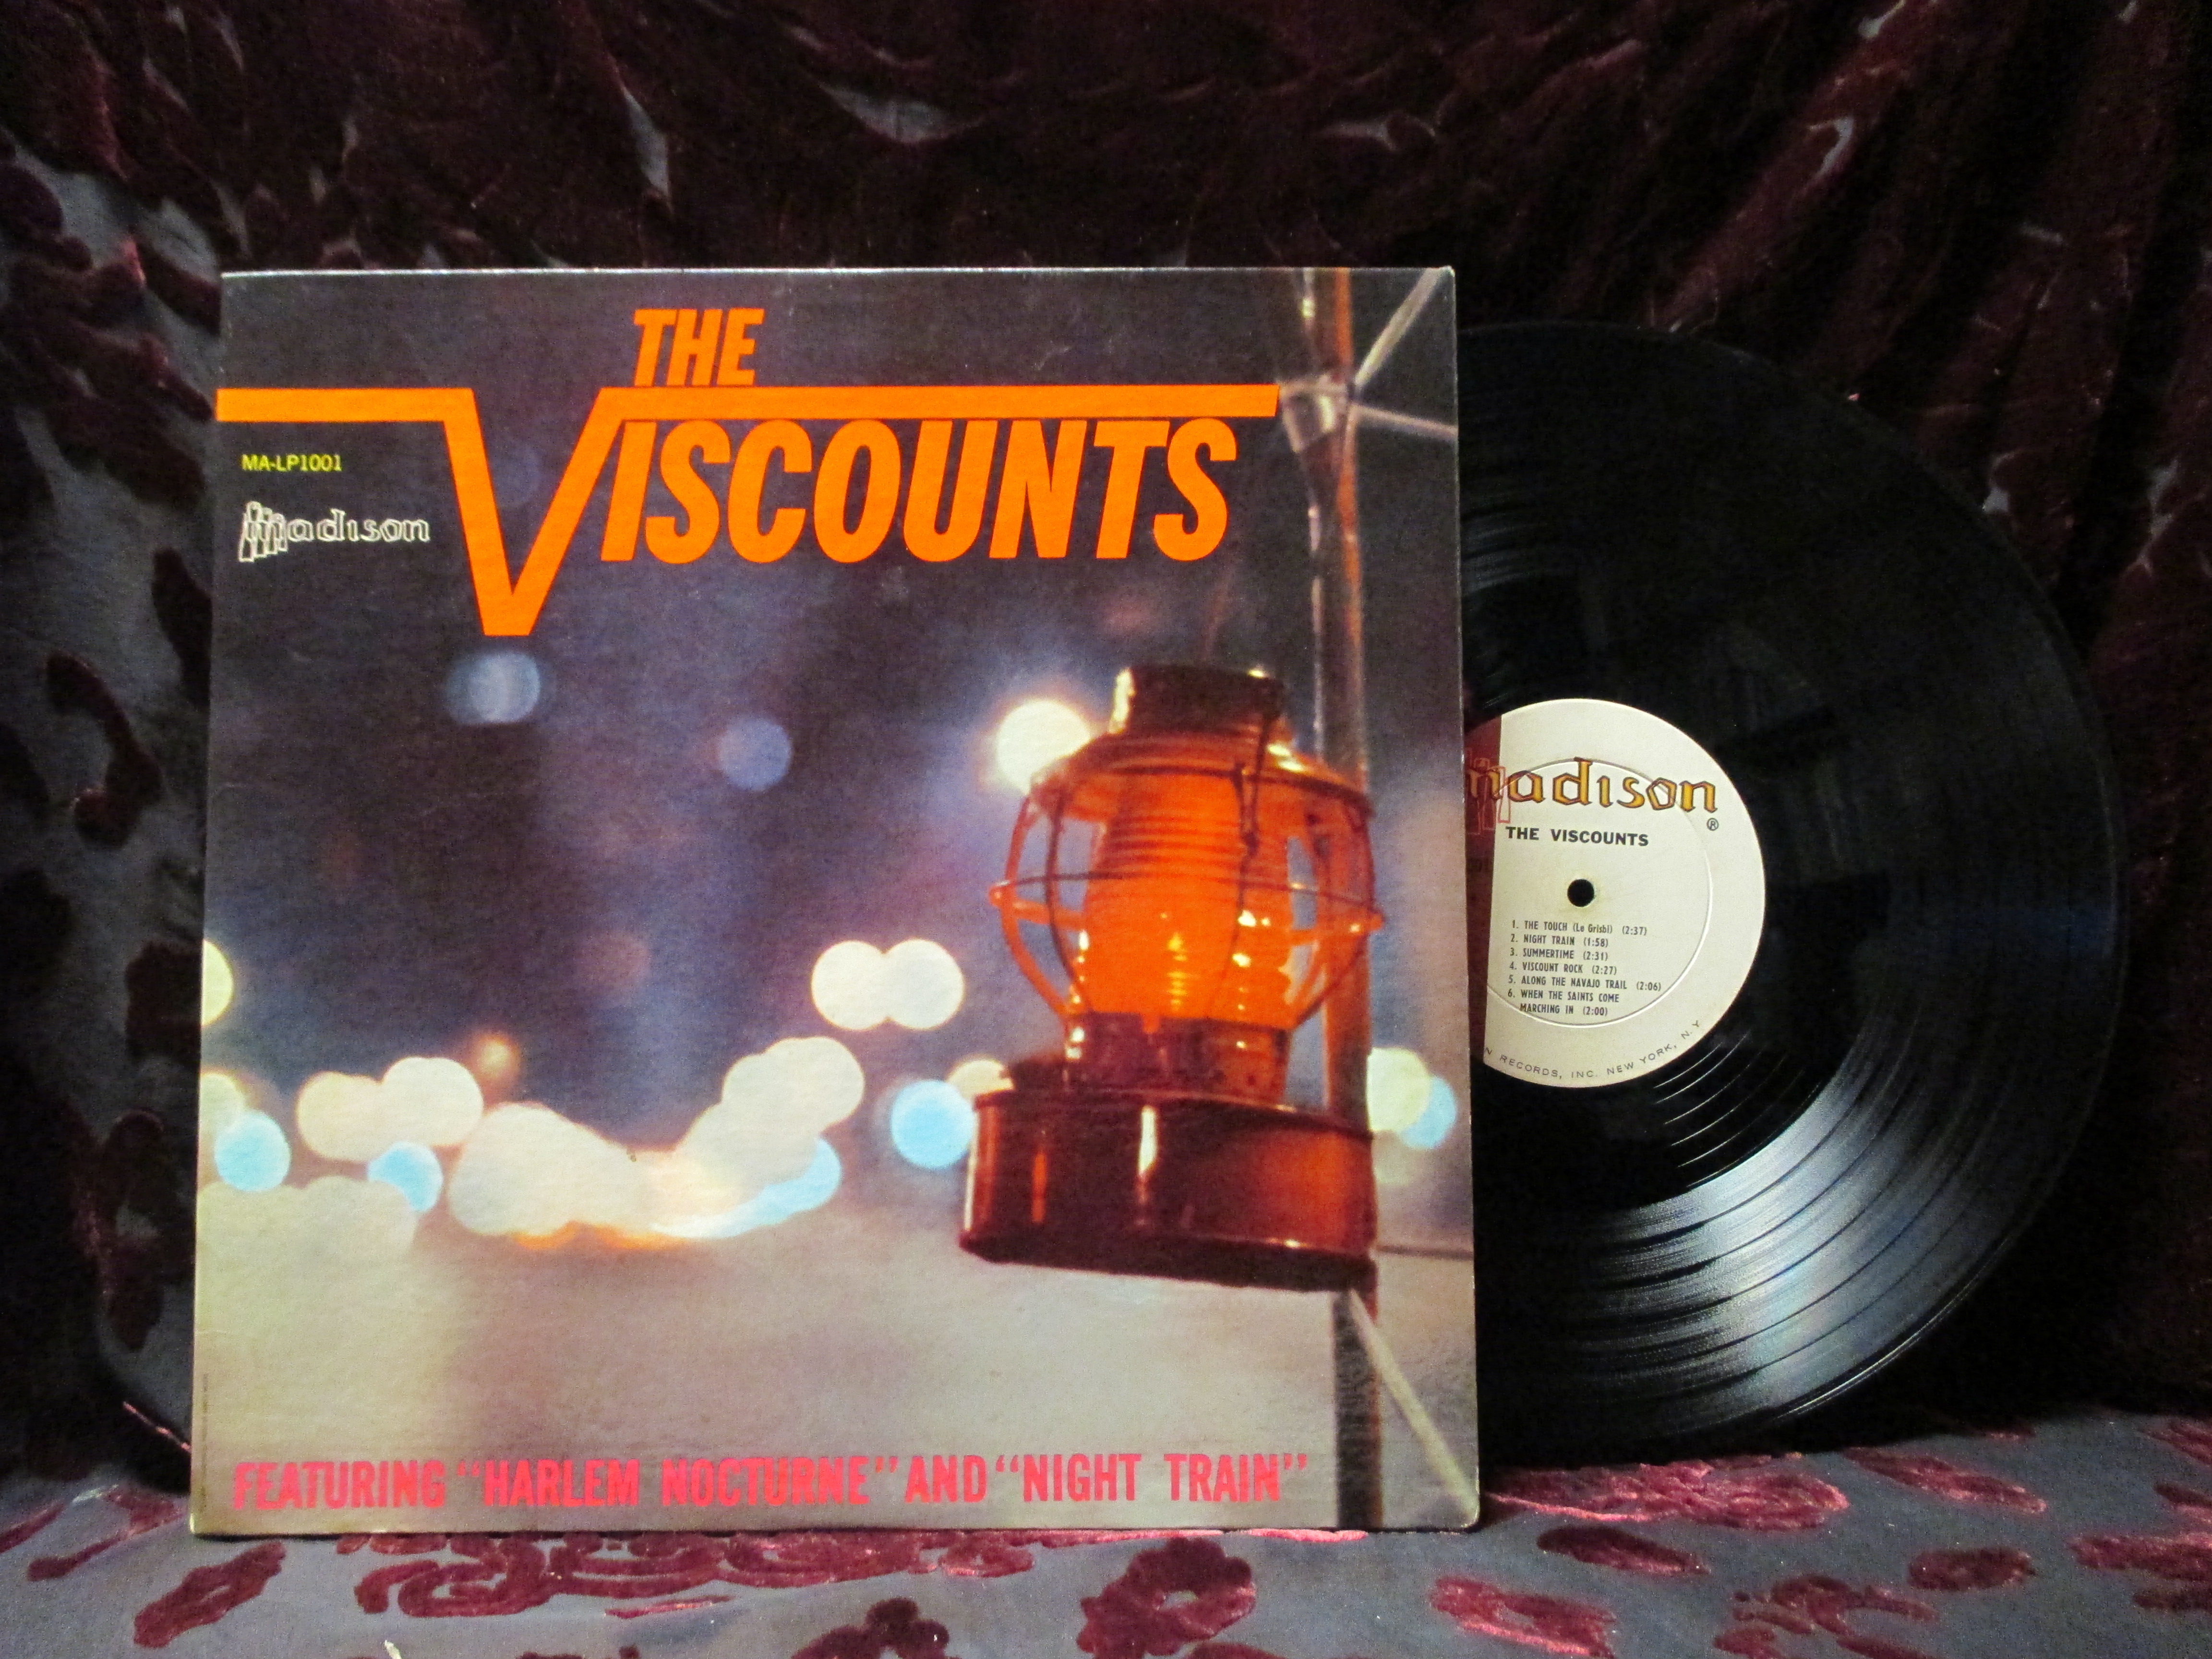 THE
VISCOUNTS
MA-LP1001
madison
FEATURING "HARLEM NOCTURNE" AND "NIGHT TRAIN"
madison
®
THE VISCOUNTS
1. THE TOUCH (Le Grisbi) (2:37)
2. NIGHT TRAIN (1:58)
3. SUMMERTIME (2:31)
4. VISCOUNT ROCK (2:27)
5. ALONG THE NAVAJO TRAIL (2:06)
6. WHEN THE SAINTS COME
MARCHING IN (2:00)
N RECORDS, INC. NEW YORK, N.Y